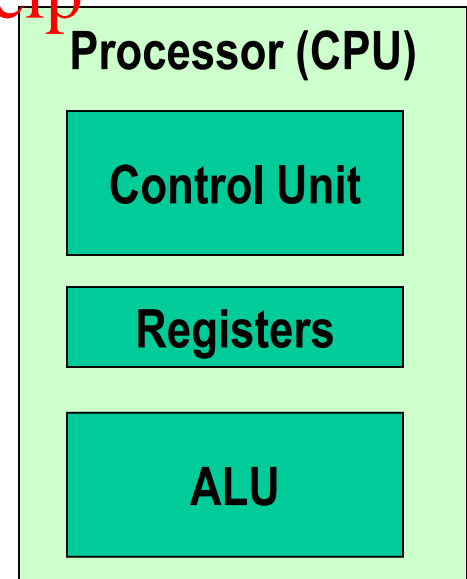 Processor (CPU)
Control Unit
Registers
ALU